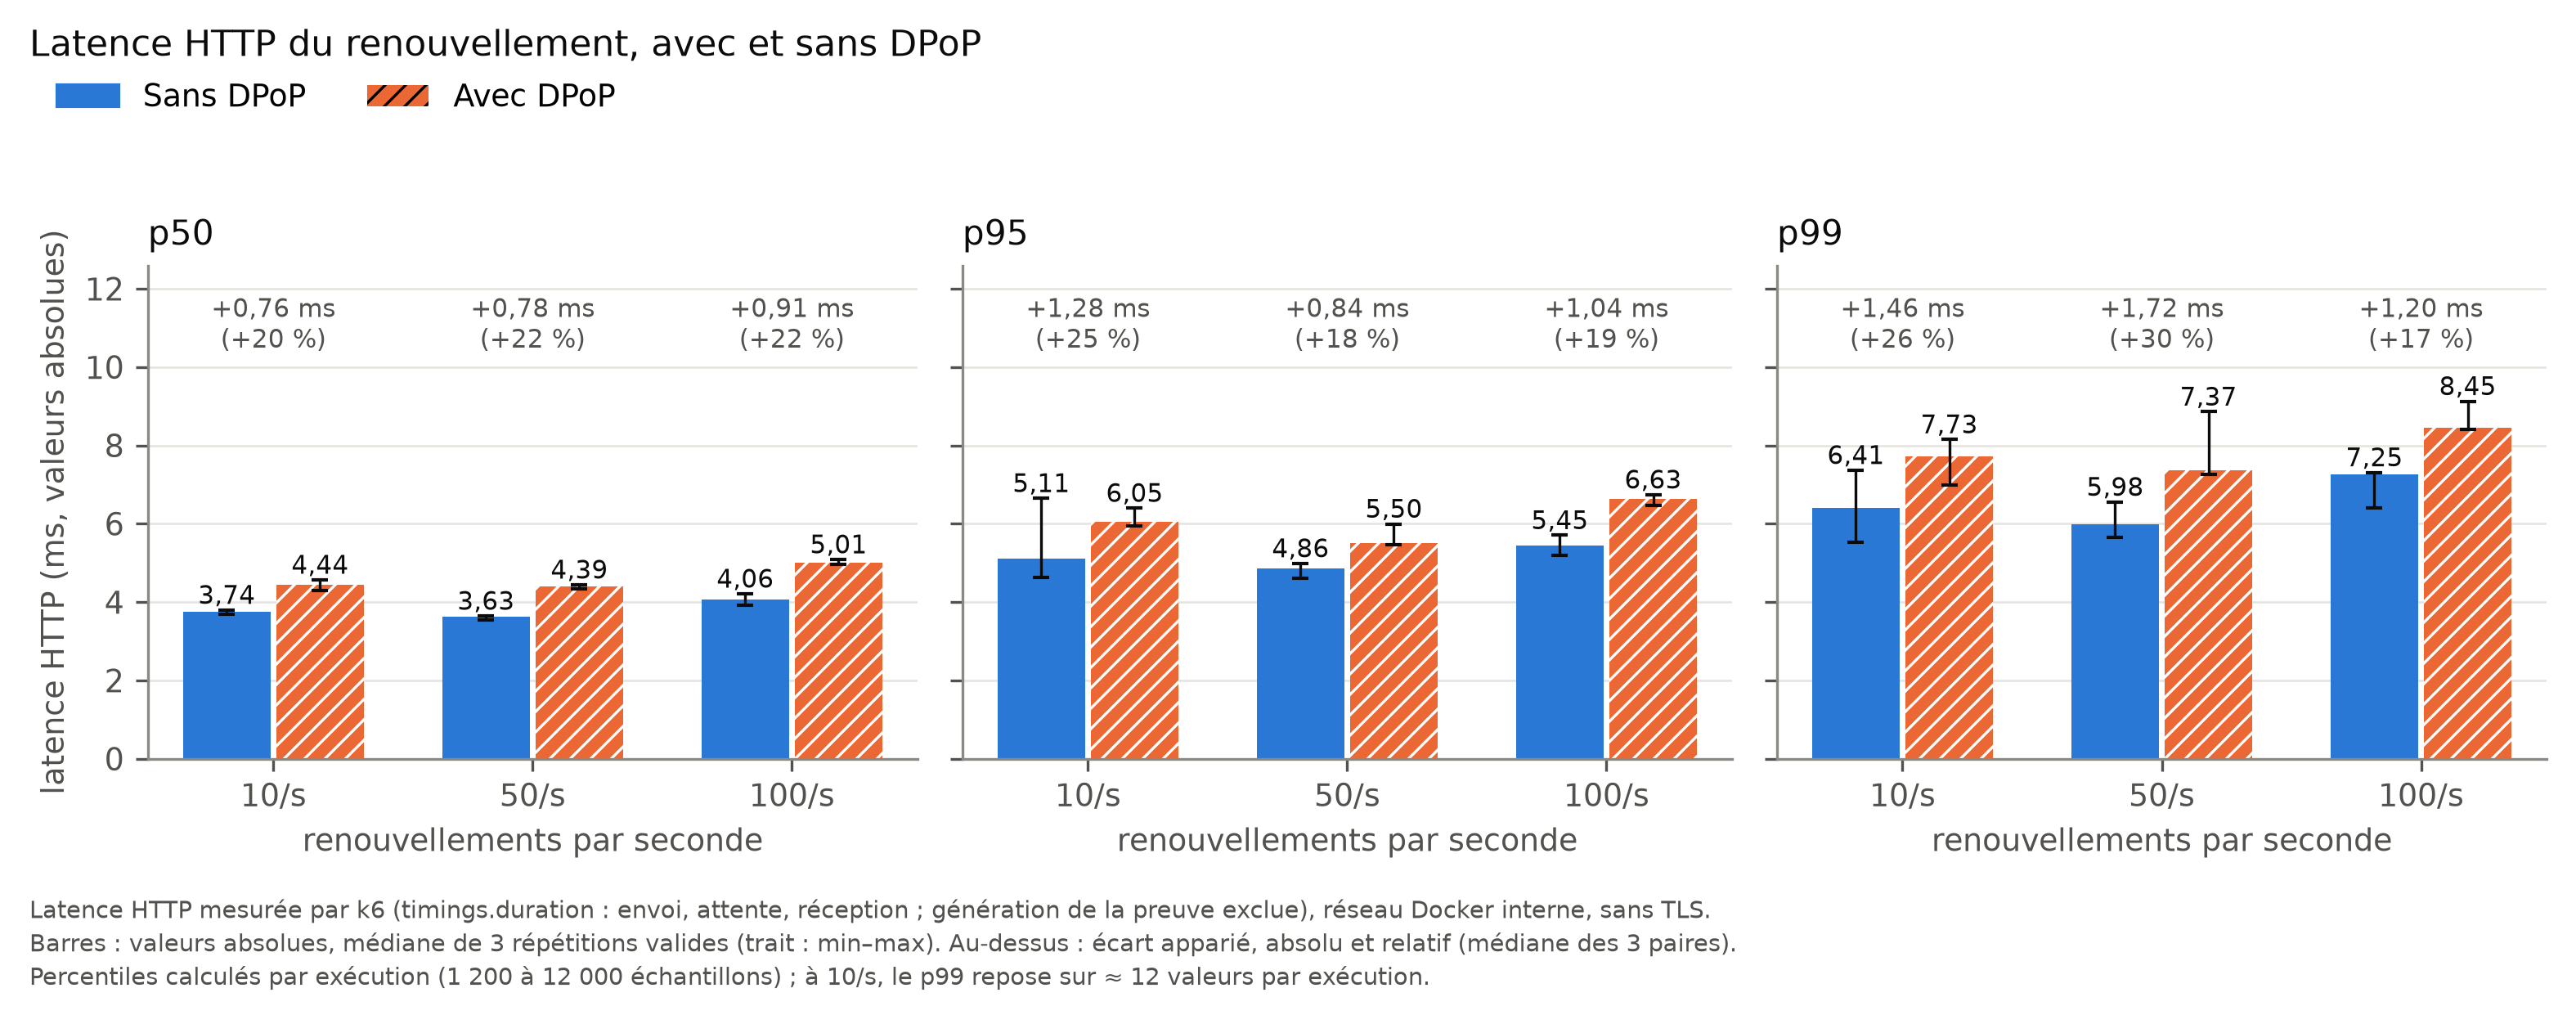 Latence HTTP du renouvellement, avec et sans DPoP
Sans DPoP
Avec DPoP
latence HTTP (ms, valeurs absolues)
p50
12
10
8
6
4
2
0
+0,76 ms
(+20 %)
+0,78 ms
(+22 %)
+0,91 ms
(+22 %)
3,74
4,44
3,63
4,39
4,06
5,01
10/s
50/s
100/s
renouvellements par seconde
p95
+1,28 ms
(+25 %)
+0,84 ms
(+18 %)
+1,04 ms
(+19 %)
5,11
6,05
4,86
5,50
5,45
6,63
10/s
50/s
100/s
renouvellements par seconde
p99
+1,46 ms
(+26 %)
+1,72 ms
(+30 %)
+1,20 ms
(+17 %)
6,41
7,73
5,98
7,37
7,25
8,45
10/s
50/s
100/s
renouvellements par seconde
Latence HTTP mesurée par k6 (timings.duration : envoi, attente, réception ; génération de la preuve exclue), réseau Docker interne, sans TLS.
Barres : valeurs absolues, médiane de 3 répétitions valides (trait : min–max). Au-dessus : écart apparié, absolu et relatif (médiane des 3 paires).
Percentiles calculés par exécution (1 200 à 12 000 échantillons) ; à 10/s, le p99 repose sur ≈ 12 valeurs par exécution.